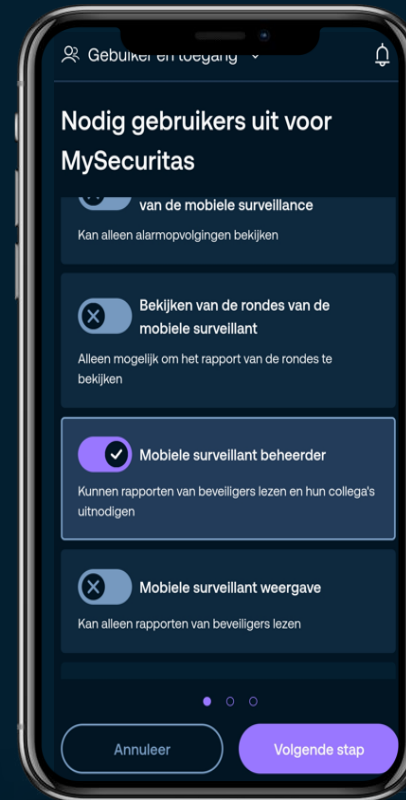 Gebuiker en toegang
Nodig gebruikers uit voor
MySecuritas
van de mobiele surveillance
Kan alleen alarmopvolgingen bekijken
Bekijken van de rondes van de
mobiele surveillant
Alleen mogelijk om het rapport van de rondes te
bekijken
Mobiele surveillant beheerder
Kunnen rapporten van beveiligers lezen en hun collega's
uitnodigen
Mobiele surveillant weergave
Kan alleen rapporten van beveiligers lezen
Annuleer
Volgende stap